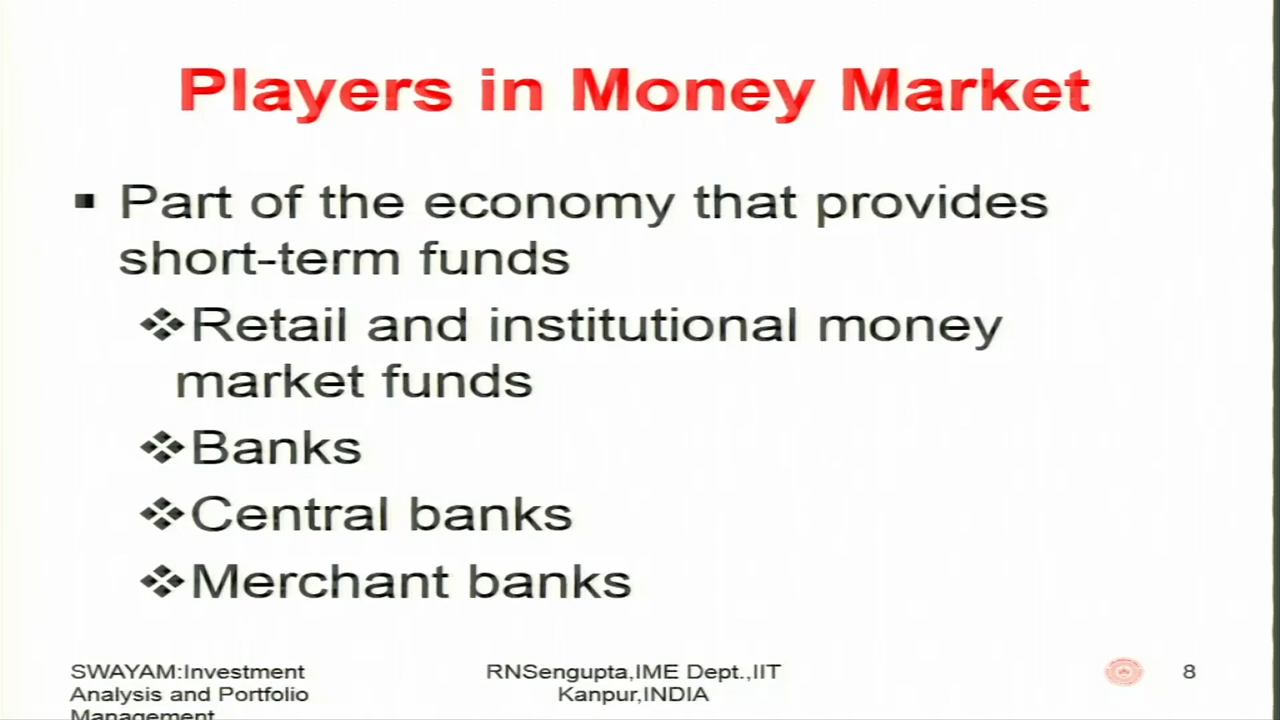 Players in Money Market
▪ Part of the economy that provides
short-term funds
❖Retail and institutional money
market funds
❖Banks
❖Central banks
❖Merchant banks
SWAYAM:Investment
Analysis and Portfolio
Management
RNSengupta,IME Dept.,IIT
Kanpur,INDIA
8